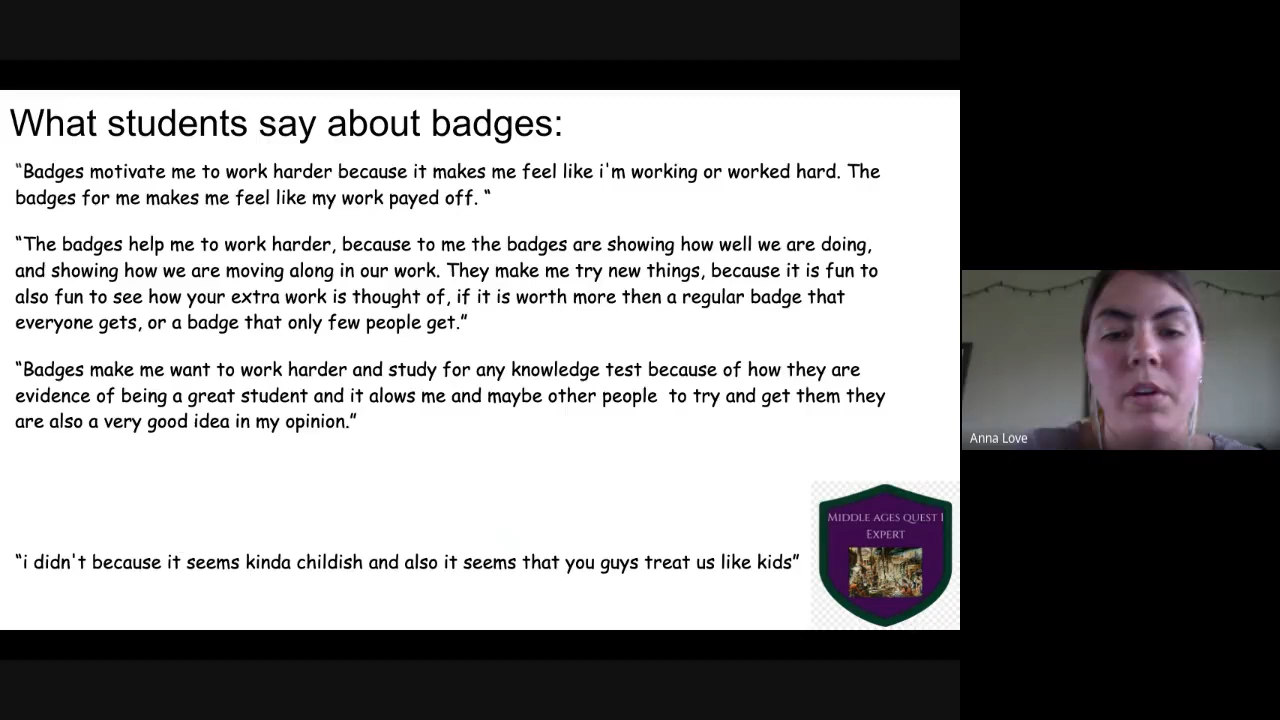 What students say about badges:
“Badges motivate me to work harder because it makes me feel like i'm working or worked hard. The
badges for me makes me feel like my work payed off. “
“The badges help me to work harder, because to me the badges are showing how well we are doing,
and showing how we are moving along in our work. They make me try new things, because it is fun to
also fun to see how your extra work is thought of, if it is worth more then a regular badge that
everyone gets, or a badge that only few people get.”
“Badges make me want to work harder and study for any knowledge test because of how they are
evidence of being a great student and it alows me and maybe other people  to try and get them they
are also a very good idea in my opinion.”
“i didn't because it seems kinda childish and also it seems that you guys treat us like kids”
MIDDLE AGES QUEST I
EXPERT
Anna Love